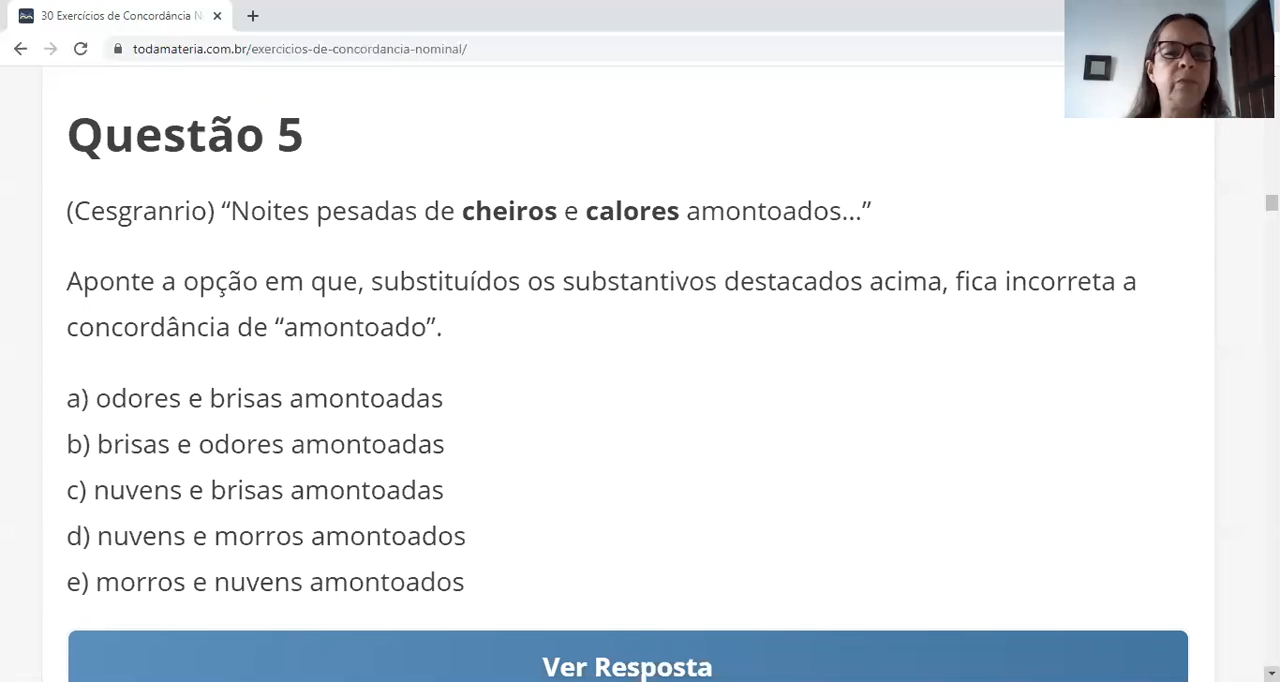 30 Exercícios de Concordância N
todamateria.com.br/exercicios-de-concordancia-nominal/
Questão 5
(Cesgranrio) “Noites pesadas de cheiros e calores amontoados...”
Aponte a opção em que, substituídos os substantivos destacados acima, fica incorreta a
concordância de “amontoado”.
a) odores e brisas amontoadas
b) brisas e odores amontoadas
c) nuvens e brisas amontoadas
d) nuvens e morros amontoados
e) morros e nuvens amontoados
Ver Resposta